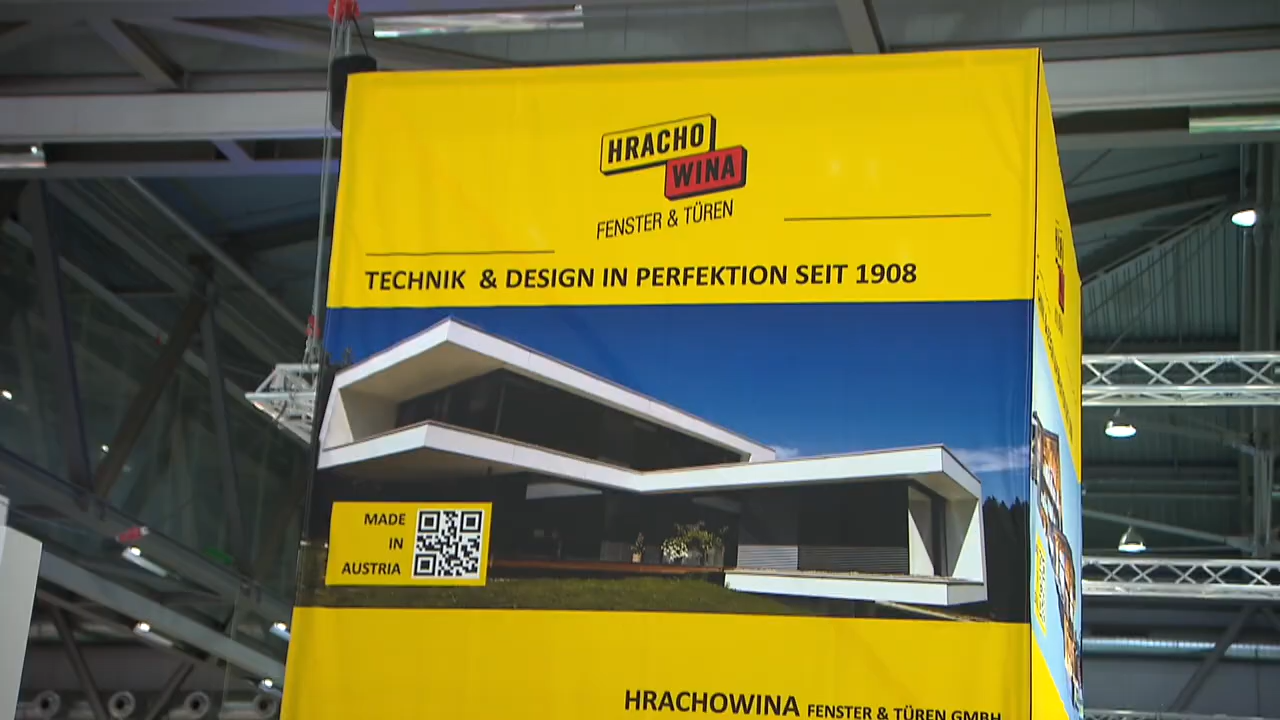 HRACHO
WINA
FENSTER & TÜREN
TECHNIK & DESIGN IN PERFEKTION SEIT 1908
MADE
IN
AUSTRIA
HRACHOWINA FENSTER & TÜREN GMBH